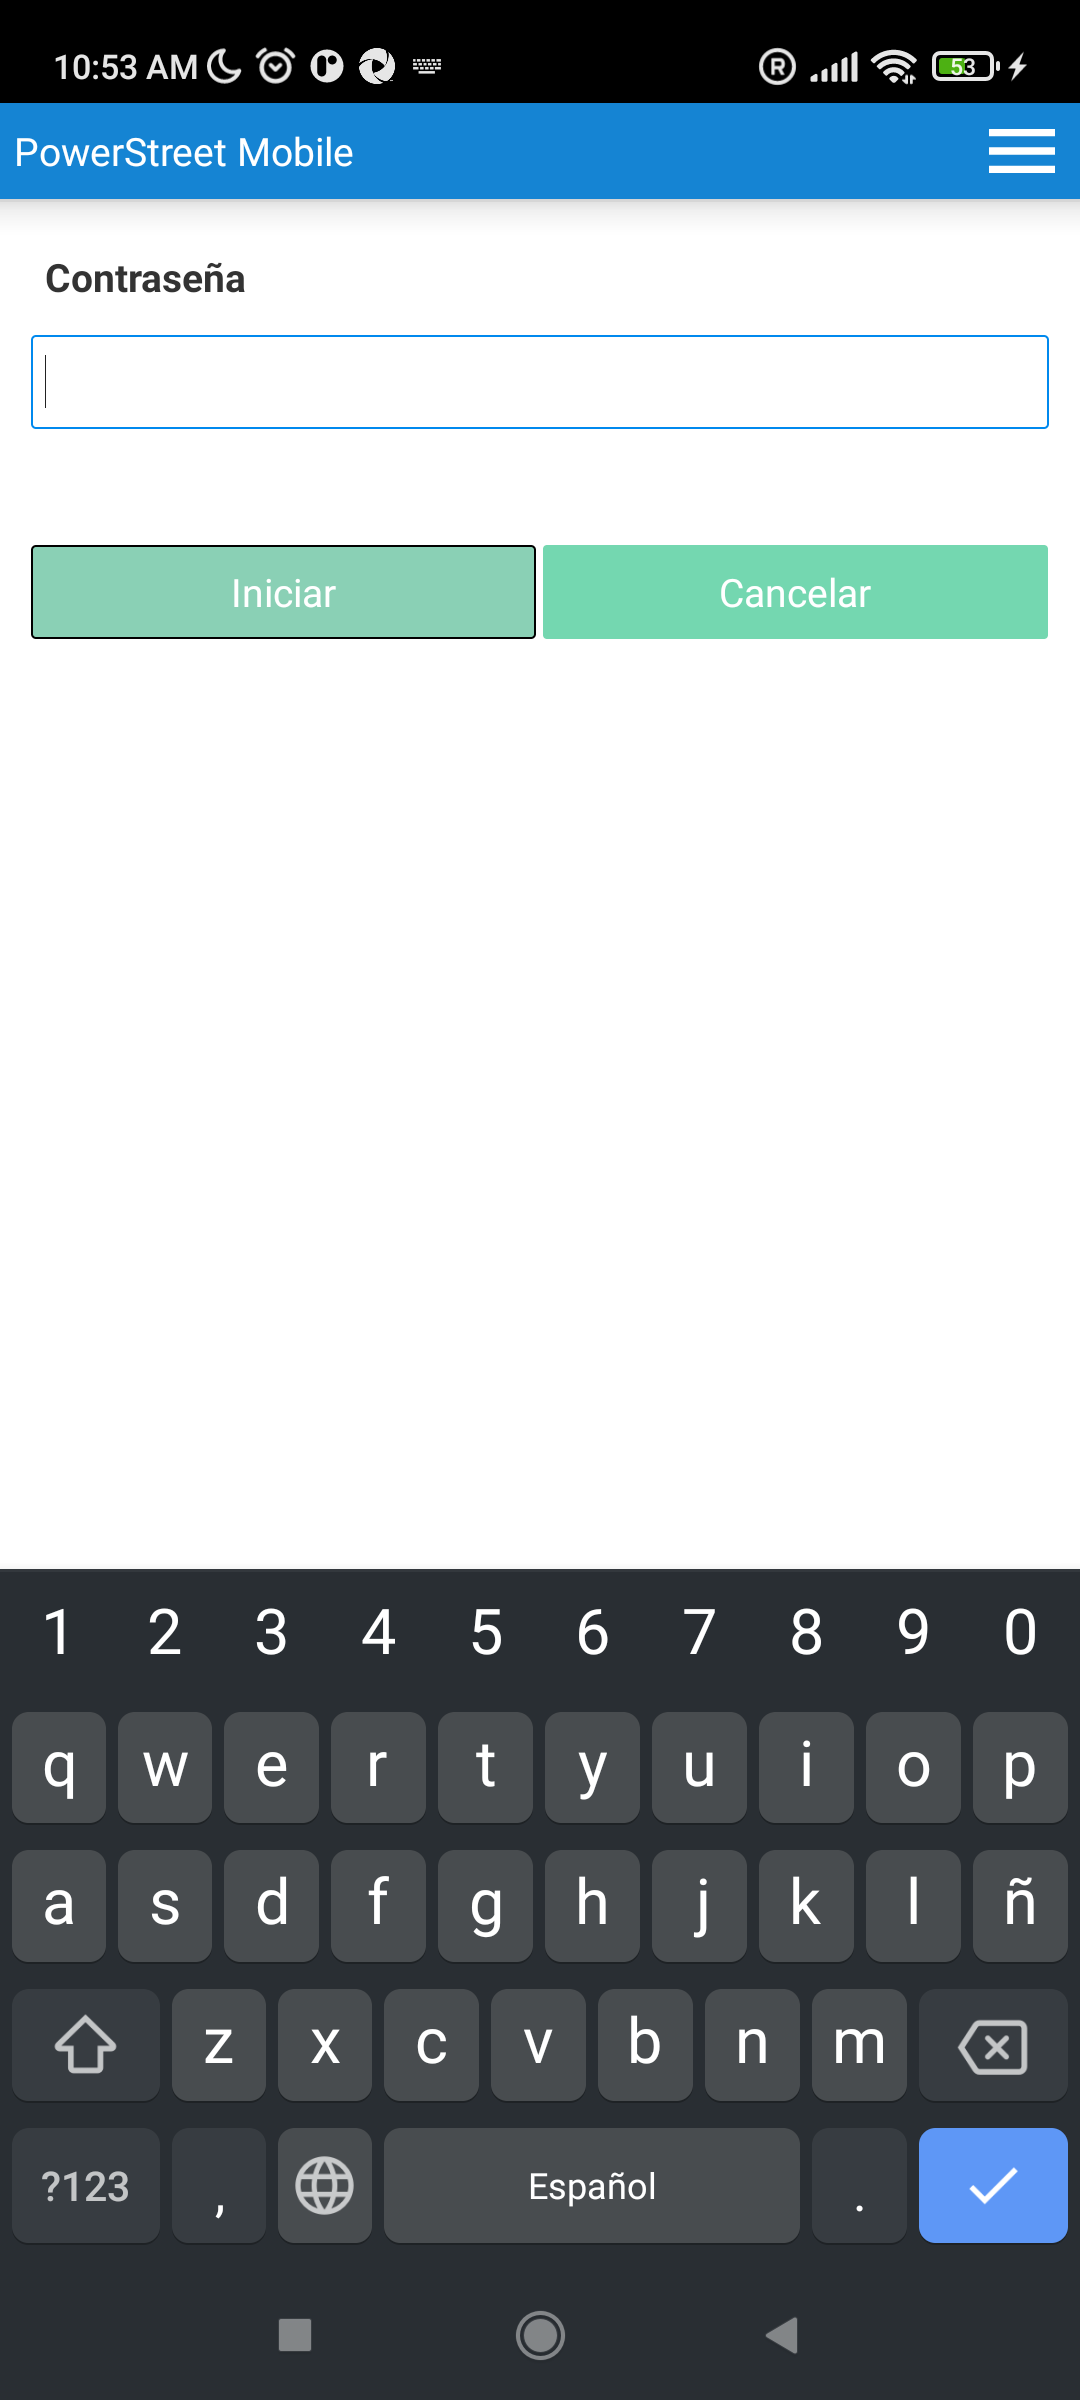 10:53 AM
R
53
PowerStreet Mobile
Contraseña
Iniciar Cancelar
1 2 3 4 5 6 7 8 9 0
q w e r t y u i o p
a s d f g h j k l ñ
z x c v b n m
?123 , Español .